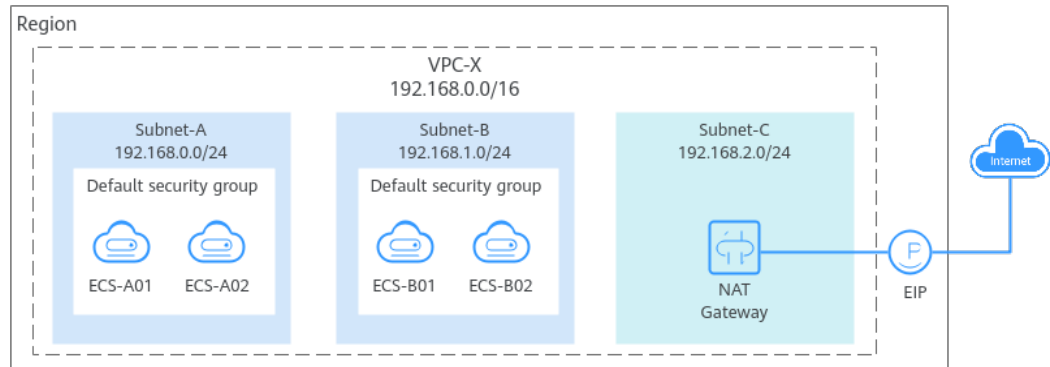 Region
VPC-X
192.168.0.0/16
Subnet-A
192.168.0.0/24
Default security group
ECS-A01
ECS-A02
Subnet-B
192.168.1.0/24
Default security group
ECS-B01
ECS-B02
Subnet-C
192.168.2.0/24
NAT
Gateway
EIP
Internet